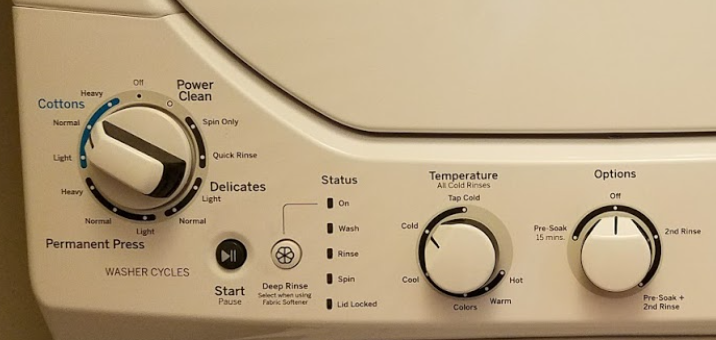 Off
Power
Clean
Heavy
Cottons
Normal
Spin Only
Light
Quick Rinse
Heavy
Delicates
Light
Normal
Normal
Light
Permanent Press
WASHER CYCLES
Start
Pause
Deep Rinse
Select when using
Fabric Softener
Status
On
Wash
Rinse
Spin
Lid Locked
Temperature
All Cold Rinses
Tap Cold
Cold
Cool
Hot
Warm
Colors
Options
Off
Pre-Soak
15 mins.
2nd Rinse
Pre-Soak +
2nd Rinse